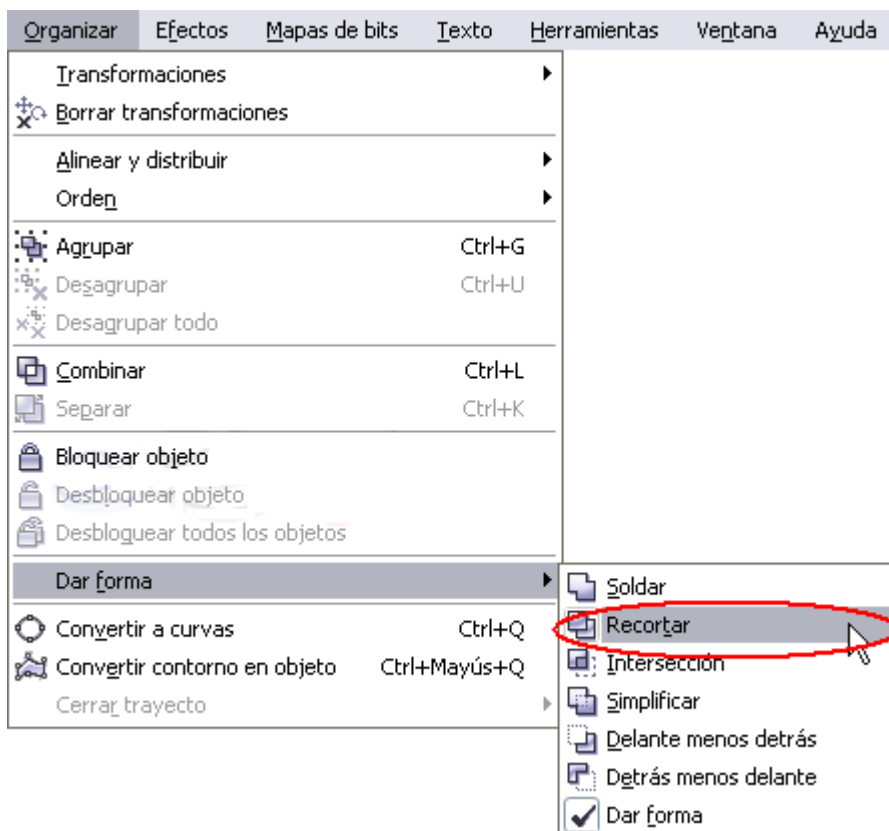 Organizar Efectos Mapas de bits Texto Herramientas Ventana Ayuda
Transformaciones
Borrar transformaciones
Alinear y distribuir
Orden
Agrupar Ctrl+G
Desagrupar Ctrl+U
Desagrupar todo
Combinar Ctrl+L
Separar Ctrl+K
Bloquear objeto
Desbloquear objeto
Desbloquear todos los objetos
Dar forma
Convertir a curvas Ctrl+Q
Convertir contorno en objeto Ctrl+Mayús+Q
Cerrar trayecto
Soldar
Recortar
Intersección
Simplificar
Delante menos detrás
Detrás menos delante
Dar forma